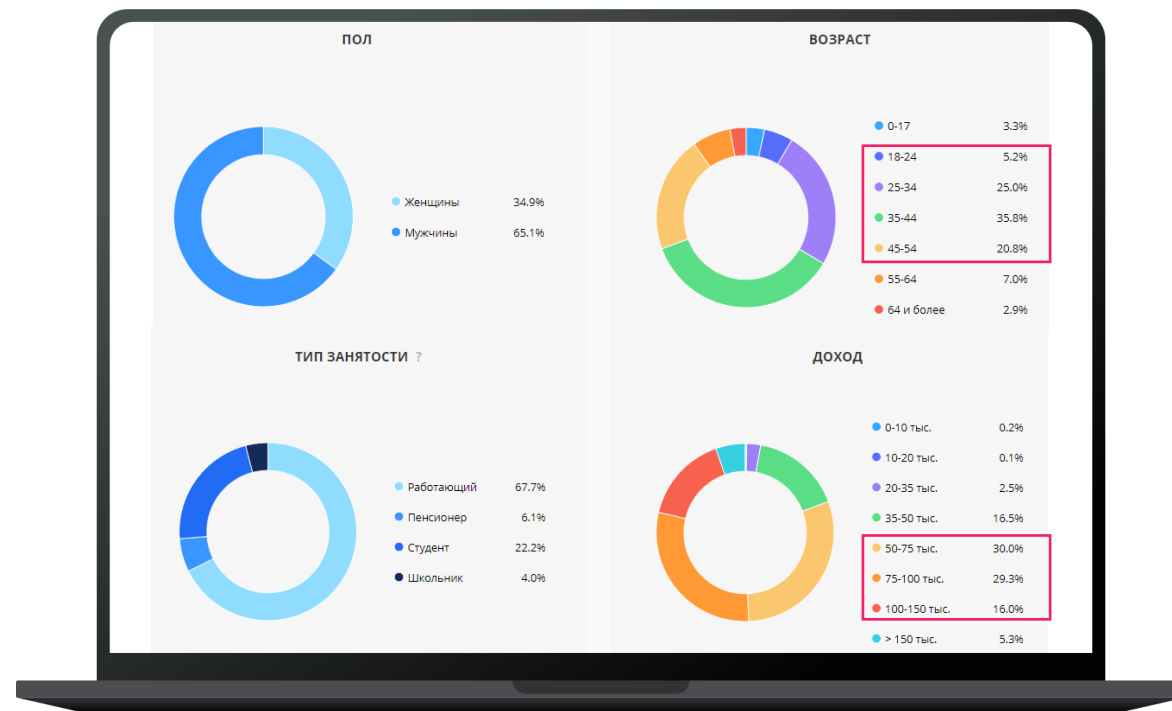 ПОЛ
Женщины 34.9%
Мужчины 65.1%
ВОЗРАСТ
0-17 3.3%
18-24 5.2%
25-34 25.0%
35-44 35.8%
45-54 20.8%
55-64 7.0%
64 и более 2.9%
ТИП ЗАНЯТОСТИ ?
Работающий 67.7%
Пенсионер 6.1%
Студент 22.2%
Школьник 4.0%
ДОХОД
0-10 тыс. 0.2%
10-20 тыс. 0.1%
20-35 тыс. 2.5%
35-50 тыс. 16.5%
50-75 тыс. 30.0%
75-100 тыс. 29.3%
100-150 тыс. 16.0%
> 150 тыс. 5.3%